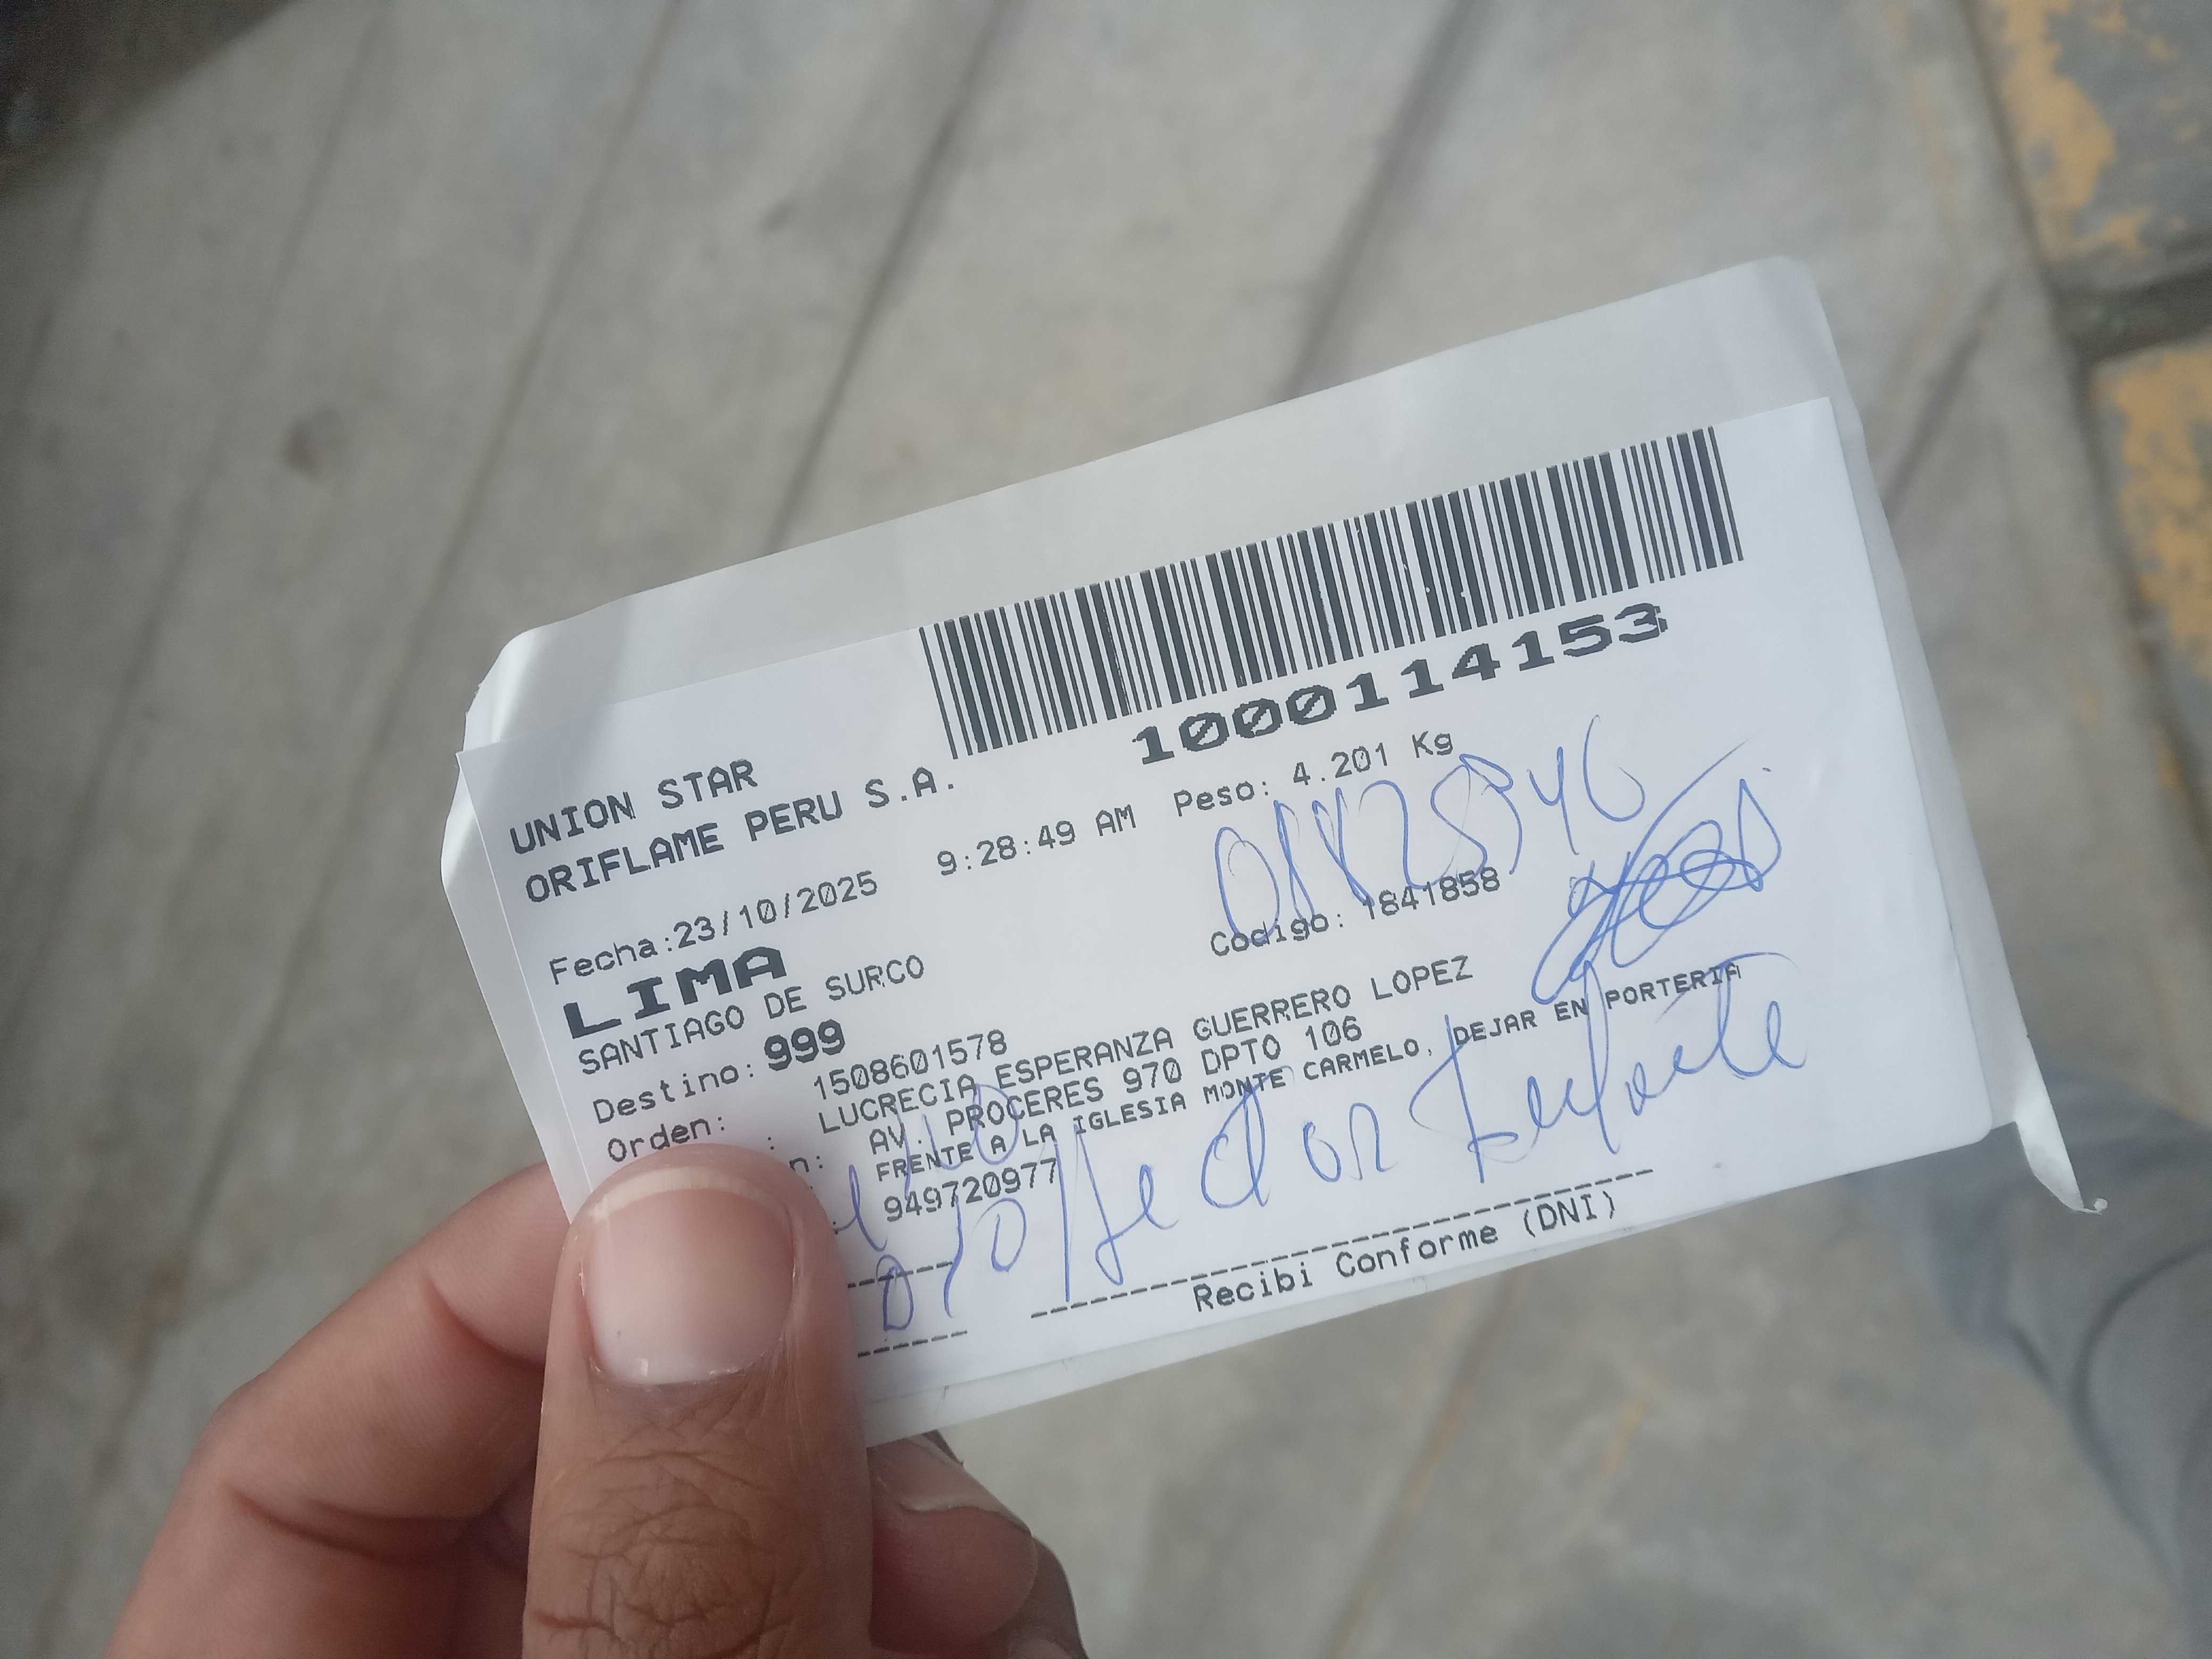 1000114153
UNION STAR
ORIFLAME PERU S.A.
Fecha:23/10/2025 9:28:49 AM Peso: 4.201 Kg
LIMA Codigo: 1841858
SANTIAGO DE SURCO
Destino: 999
Orden: 1508601578
: LUCRECIA ESPERANZA GUERRERO LOPEZ
n: AV. PROCERES 970 DPTO 106
FRENTE A LA IGLESIA MONTE CARMELO, DEJAR EN PORTERIA
949720977
Hector
Recibi Conforme (DNI)